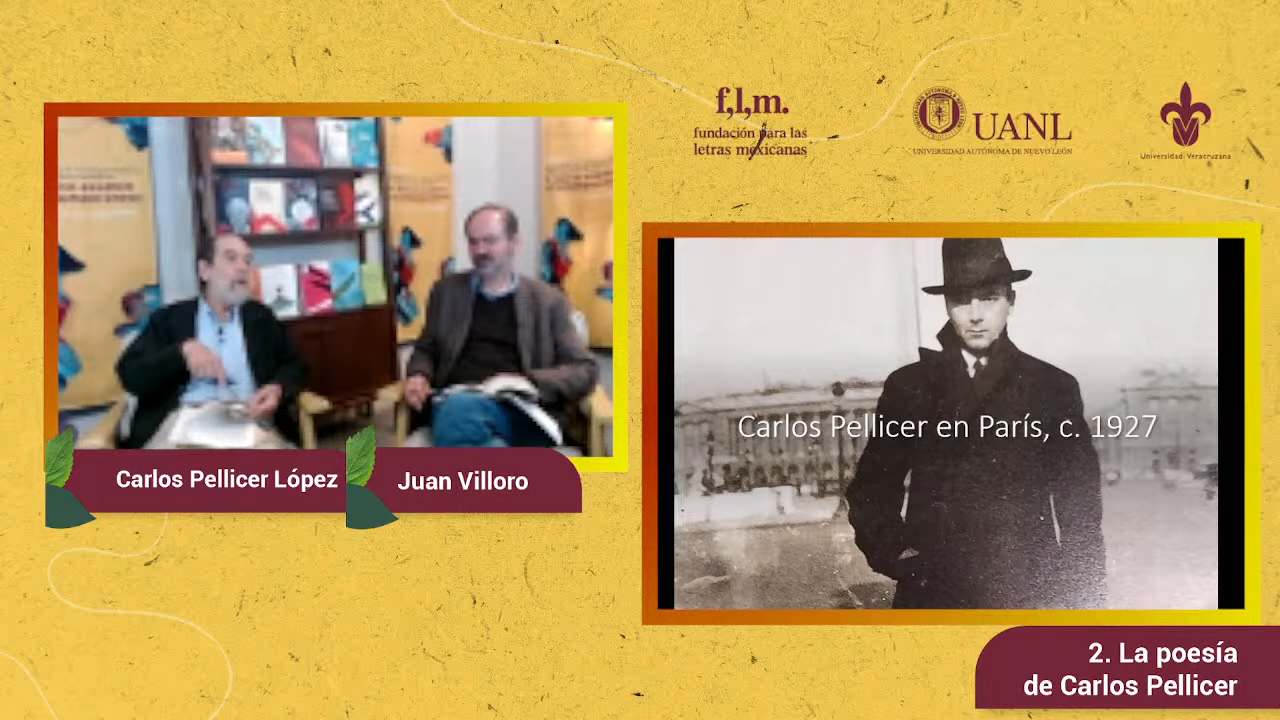 f,l,m.
fundación para las
letras mexicanas
UANL
UNIVERSIDAD AUTÓNOMA DE NUEVO LEÓN
Universidad Veracruzana
Carlos Pellicer López
Juan Villoro
Carlos Pellicer en París, c. 1927
2. La poesía
de Carlos Pellicer